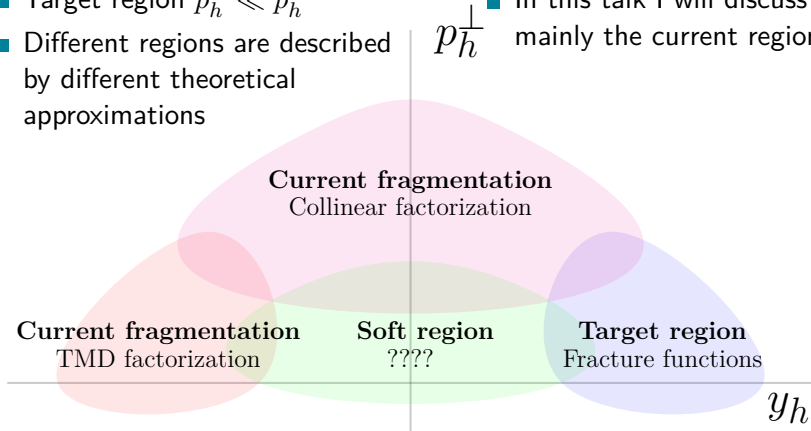 Target region p_h^- ≪ p_h^+
Different regions are described
by different theoretical
approximations
In this talk I will discuss
mainly the current region
p_h^⊥
Current fragmentation
Collinear factorization
Current fragmentation
TMD factorization
Soft region
????
Target region
Fracture functions
y_h